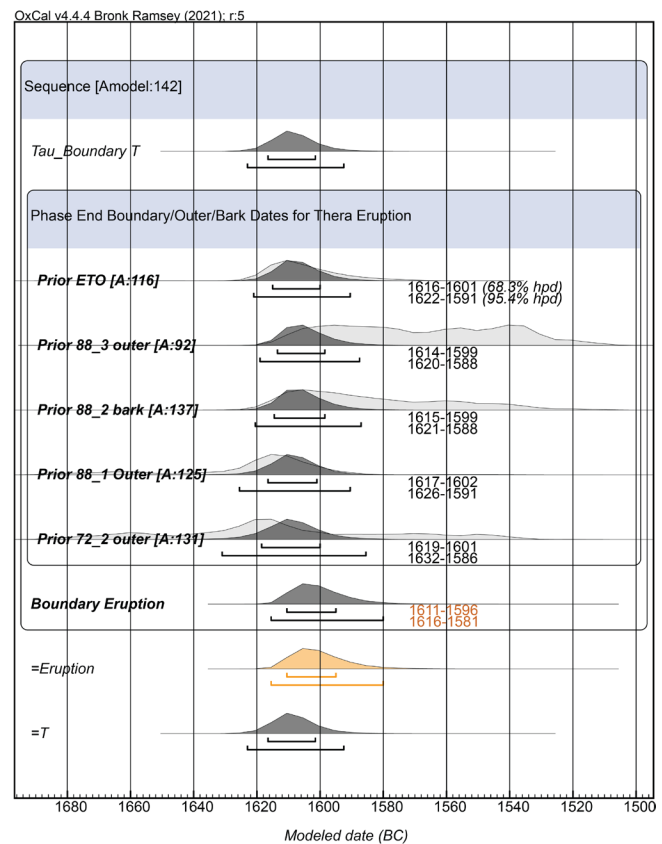 OxCal v4.4.4 Bronk Ramsey (2021); r:5
Sequence [Amodel:142]
Tau_Boundary T
Phase End Boundary/Outer/Bark Dates for Thera Eruption
Prior ETO [A:116]
1616-1601 (68.3% hpd)
1622-1591 (95.4% hpd)
Prior 88_3 outer [A:92]
1614-1599
1620-1588
Prior 88_2 bark [A:137]
1615-1599
1621-1588
Prior 88_1 Outer [A:125]
1617-1602
1626-1591
Prior 72_2 outer [A:131]
1619-1601
1632-1586
Boundary Eruption
1611-1596
1616-1581
=Eruption
=T
1680 1660 1640 1620 1600 1580 1560 1540 1520 1500
Modeled date (BC)